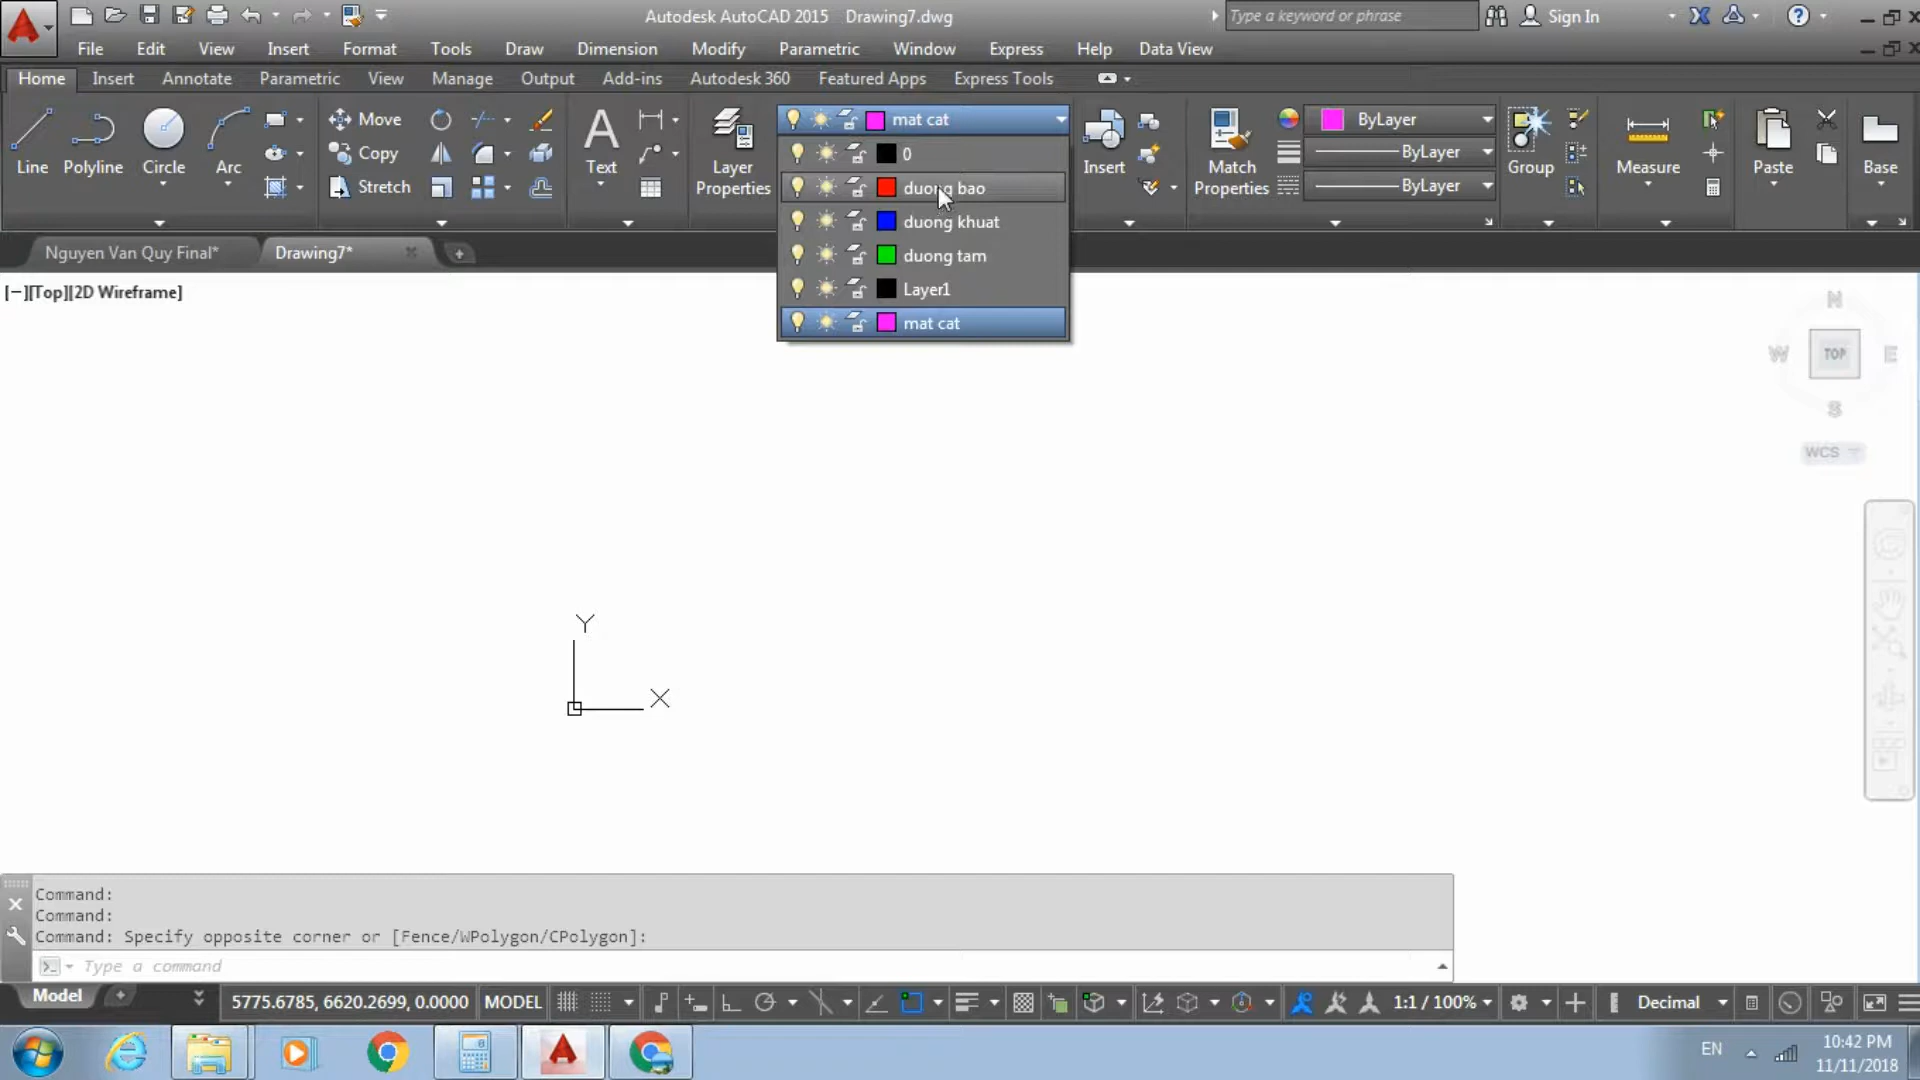 Autodesk AutoCAD 2015 Drawing7.dwg
Type a keyword or phrase
Sign In
File Edit View Insert Format Tools Draw Dimension Modify Parametric Window Express Help Data View
Home Insert Annotate Parametric View Manage Output Add-ins Autodesk 360 Featured Apps Express Tools
Line
Polyline
Circle
Arc
Move
Copy
Stretch
Text
Layer
Properties
mat cat
0
duong bao
duong khuat
duong tam
Layer1
mat cat
Insert
Match
Properties
ByLayer
ByLayer
ByLayer
Group
Measure
Paste
Base
Nguyen Van Quy Final*
Drawing7*
[−][Top][2D Wireframe]
N
W TOP E
S
WCS
Y
X
Command:
Command:
Command: Specify opposite corner or [Fence/WPolygon/CPolygon]:
Type a command
Model
5775.6785, 6620.2699, 0.0000 MODEL
1:1 / 100%
Decimal
EN
10:42 PM
11/11/2018